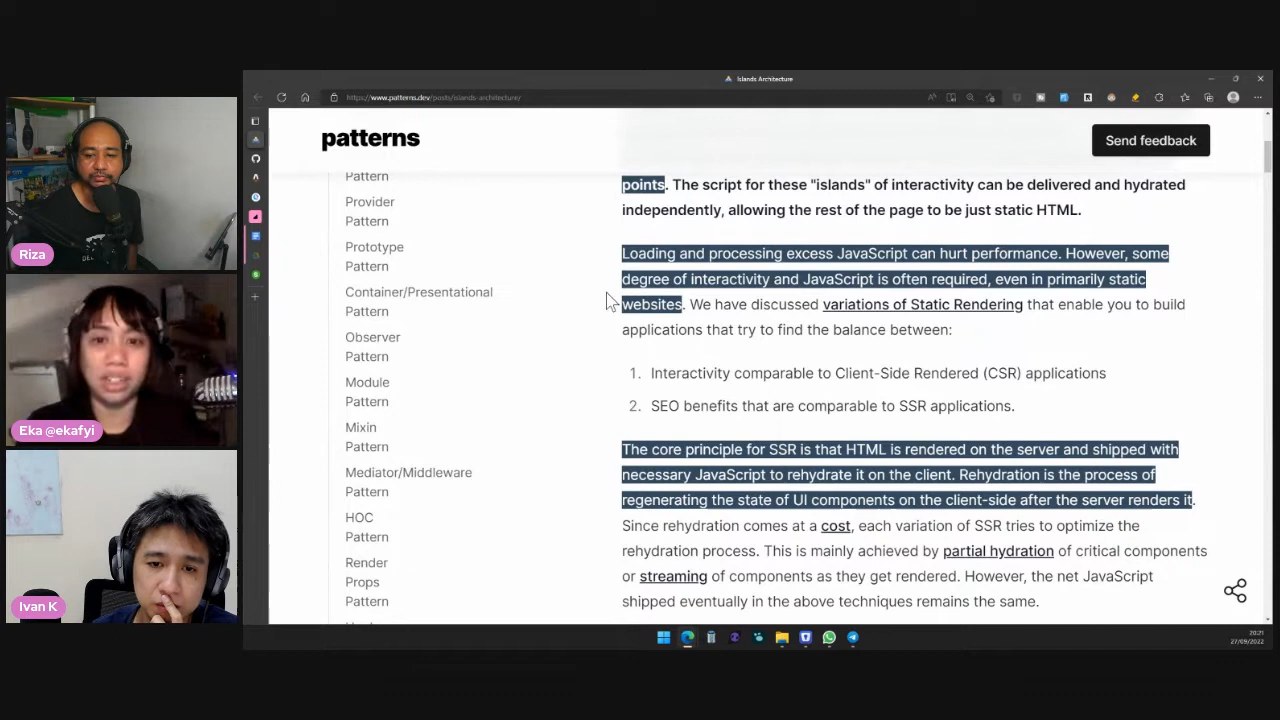 Islands Architecture
https://www.patterns.dev/posts/islands-architecture/
patterns
Send feedback
Pattern
Provider
Pattern
Prototype
Pattern
Container/Presentational
Pattern
Observer
Pattern
Module
Pattern
Mixin
Pattern
Mediator/Middleware
Pattern
HOC
Pattern
Render
Props
Pattern
points. The script for these "islands" of interactivity can be delivered and hydrated
independently, allowing the rest of the page to be just static HTML.
Loading and processing excess JavaScript can hurt performance. However, some
degree of interactivity and JavaScript is often required, even in primarily static
websites. We have discussed variations of Static Rendering that enable you to build
applications that try to find the balance between:
1. Interactivity comparable to Client-Side Rendered (CSR) applications
2. SEO benefits that are comparable to SSR applications.
The core principle for SSR is that HTML is rendered on the server and shipped with
necessary JavaScript to rehydrate it on the client. Rehydration is the process of
regenerating the state of UI components on the client-side after the server renders it.
Since rehydration comes at a cost, each variation of SSR tries to optimize the
rehydration process. This is mainly achieved by partial hydration of critical components
or streaming of components as they get rendered. However, the net JavaScript
shipped eventually in the above techniques remains the same.
Riza
Eka @ekafyi
Ivan K
20:21
27/09/2022